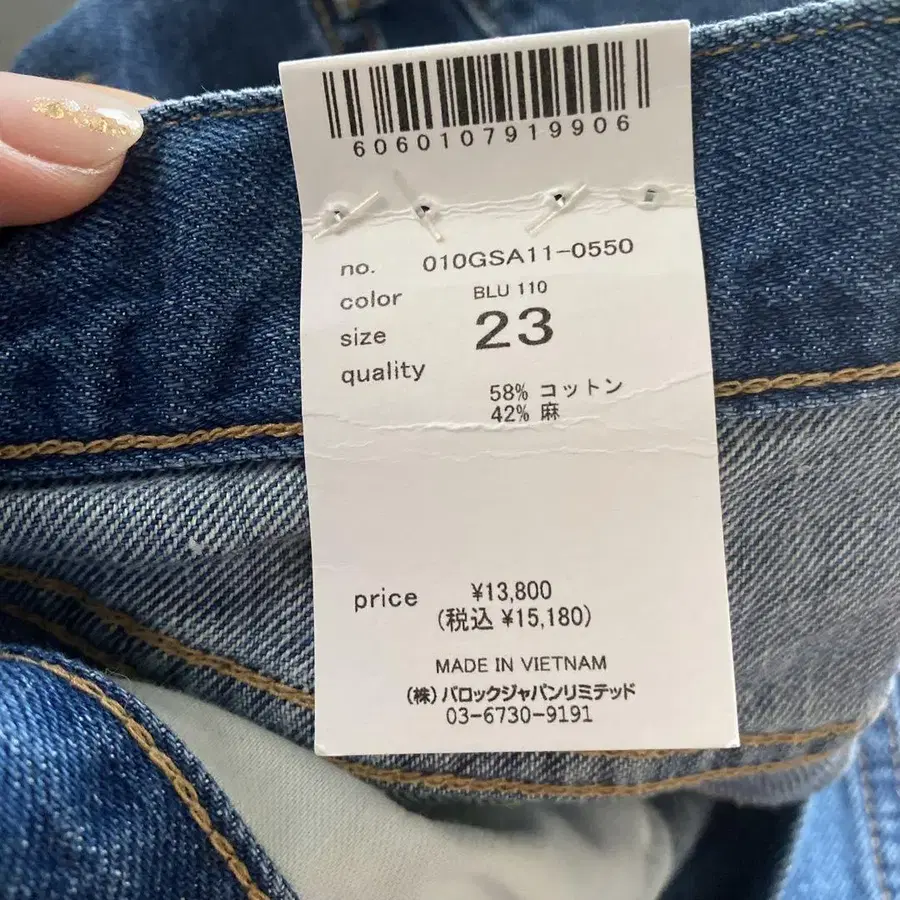 6060107919906
no. 010GSA11-0550
color BLU 110
size 23
quality
58% コットン
42% 麻
price ¥13,800
(税込 ¥15,180)
MADE IN VIETNAM
(株)バロックジャパンリミテッド
03-6730-9191